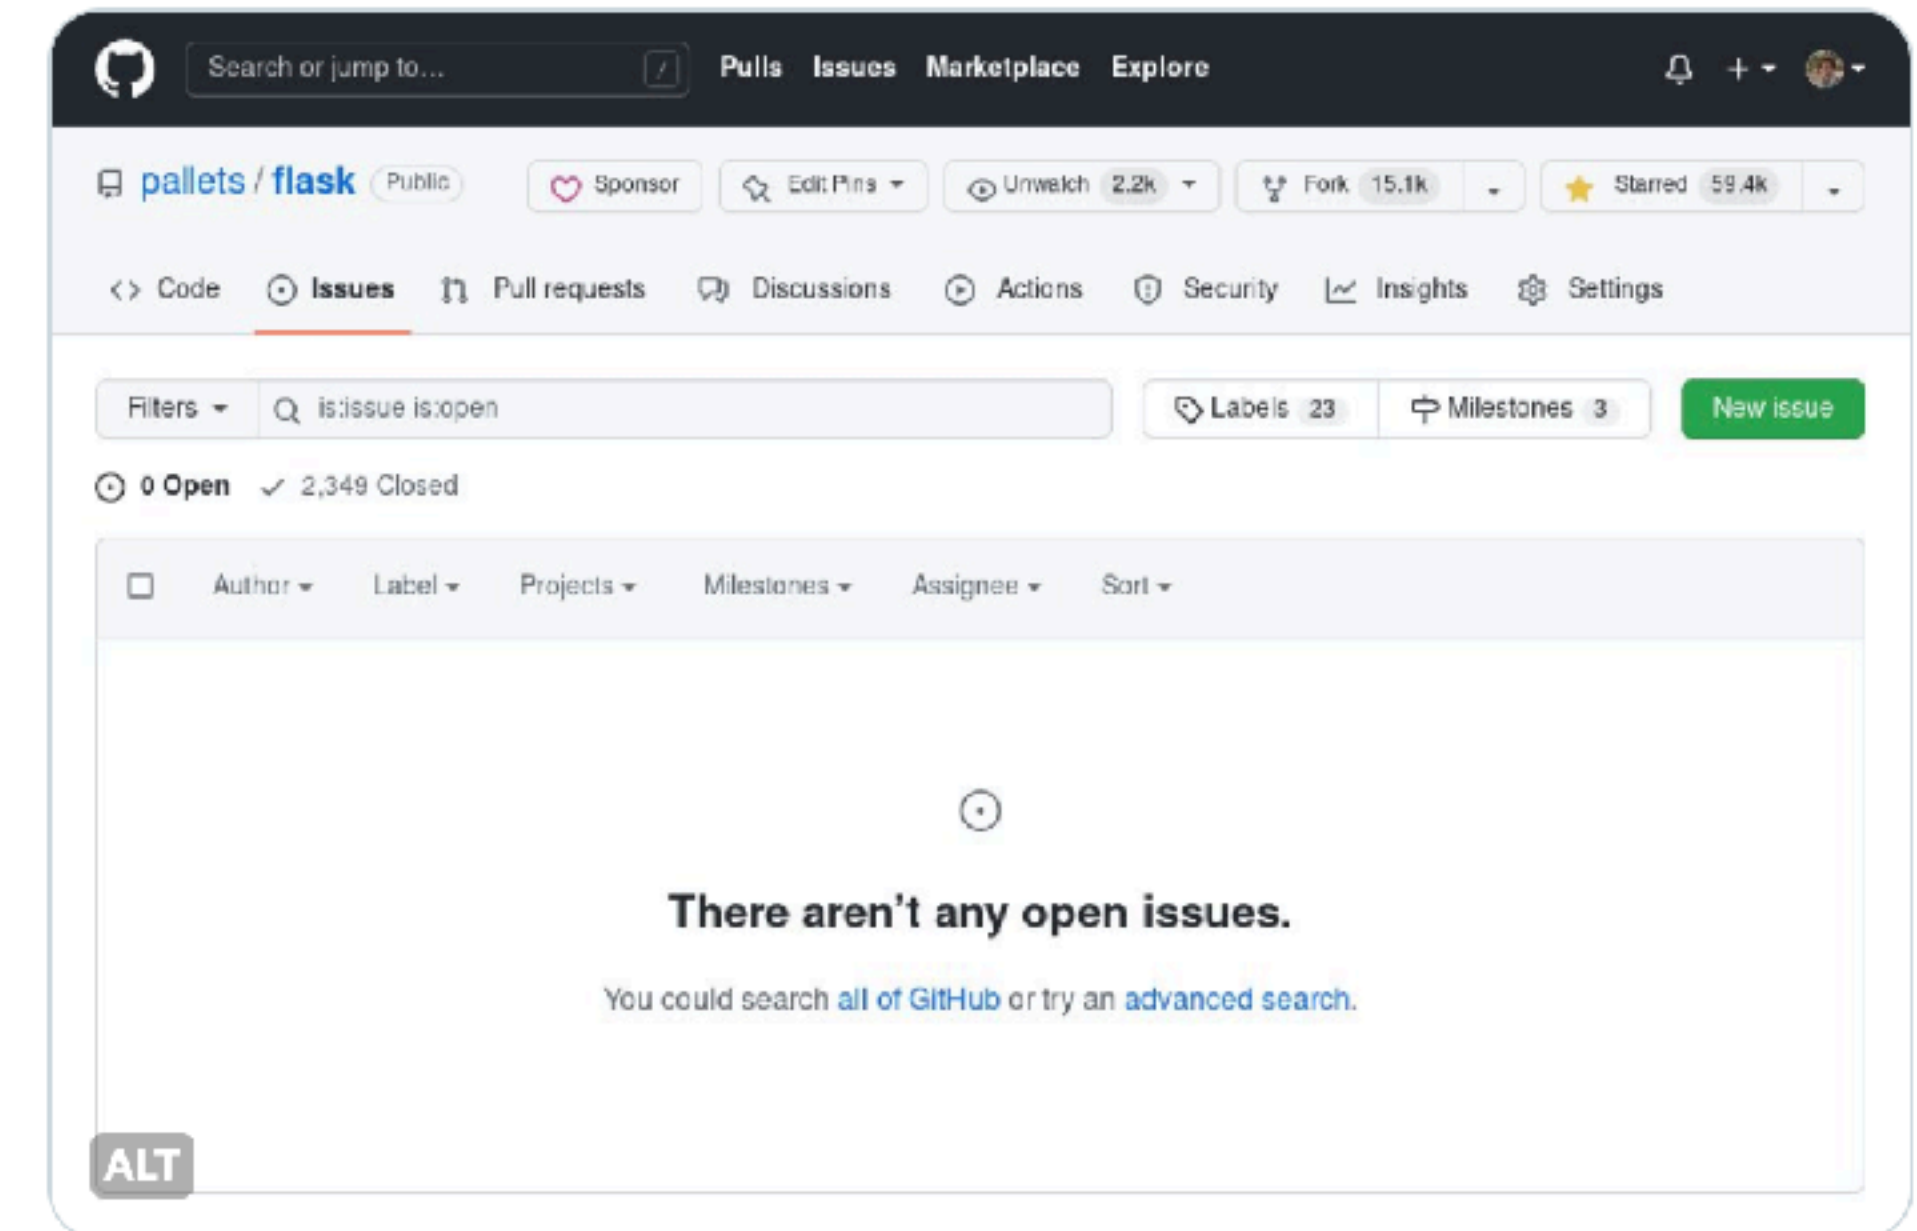 Search or jump to... / Pulls Issues Marketplace Explore
pallets / flask Public Sponsor Edit Pins Unwatch 2.2k Fork 15.1k Starred 59.4k
Code Issues Pull requests Discussions Actions Security Insights Settings
Filters is:issue is:open Labels 23 Milestones 3 New issue
0 Open 2,349 Closed
Author Label Projects Milestones Assignee Sort
There aren't any open issues.
You could search all of GitHub or try an advanced search.
ALT